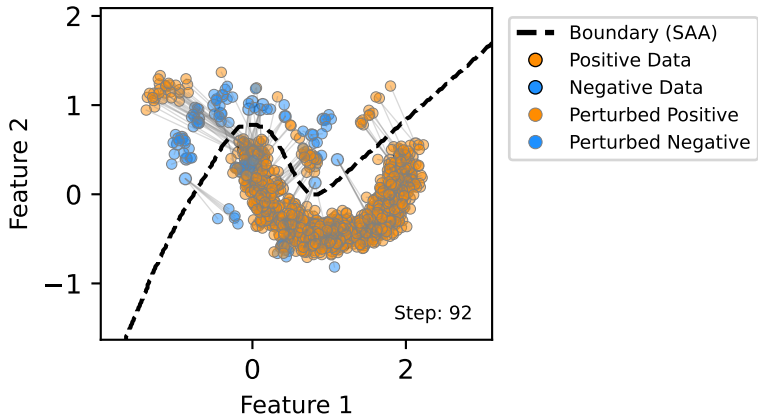 2
1
0
−1
Feature 2
0
2
Feature 1
Step: 92
Boundary (SAA)
Positive Data
Negative Data
Perturbed Positive
Perturbed Negative